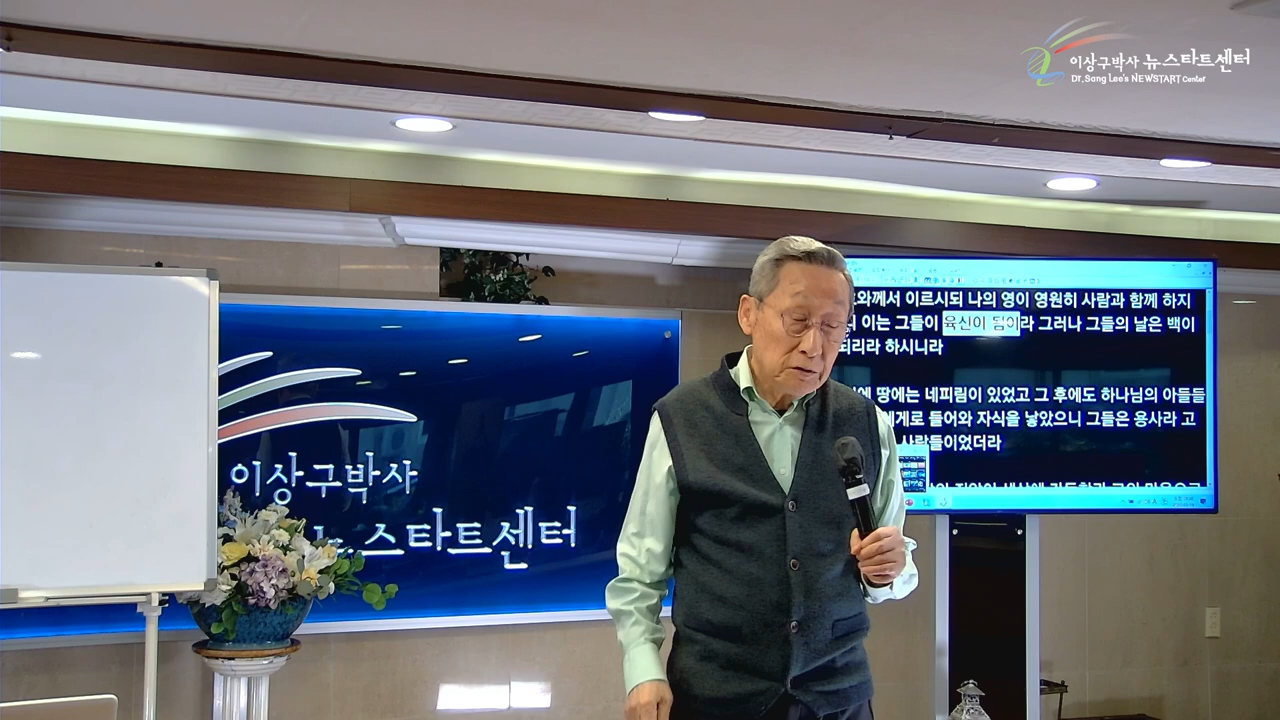 이상구박사 뉴스타트센터
Dr. Sang Lee's NEWSTART Center
이상구박사
뉴스타트센터
께서 이르시되 나의 영이 영원히 사람과 함께 하지
이는 그들이 육신이 됨이라 그러나 그들의 날은 백이
되리라 하시니라
땅에는 네피림이 있었고 그 후에도 하나님의 아들들
들어와 자식을 낳았으니 그들은 용사라 고
사람들이었더라